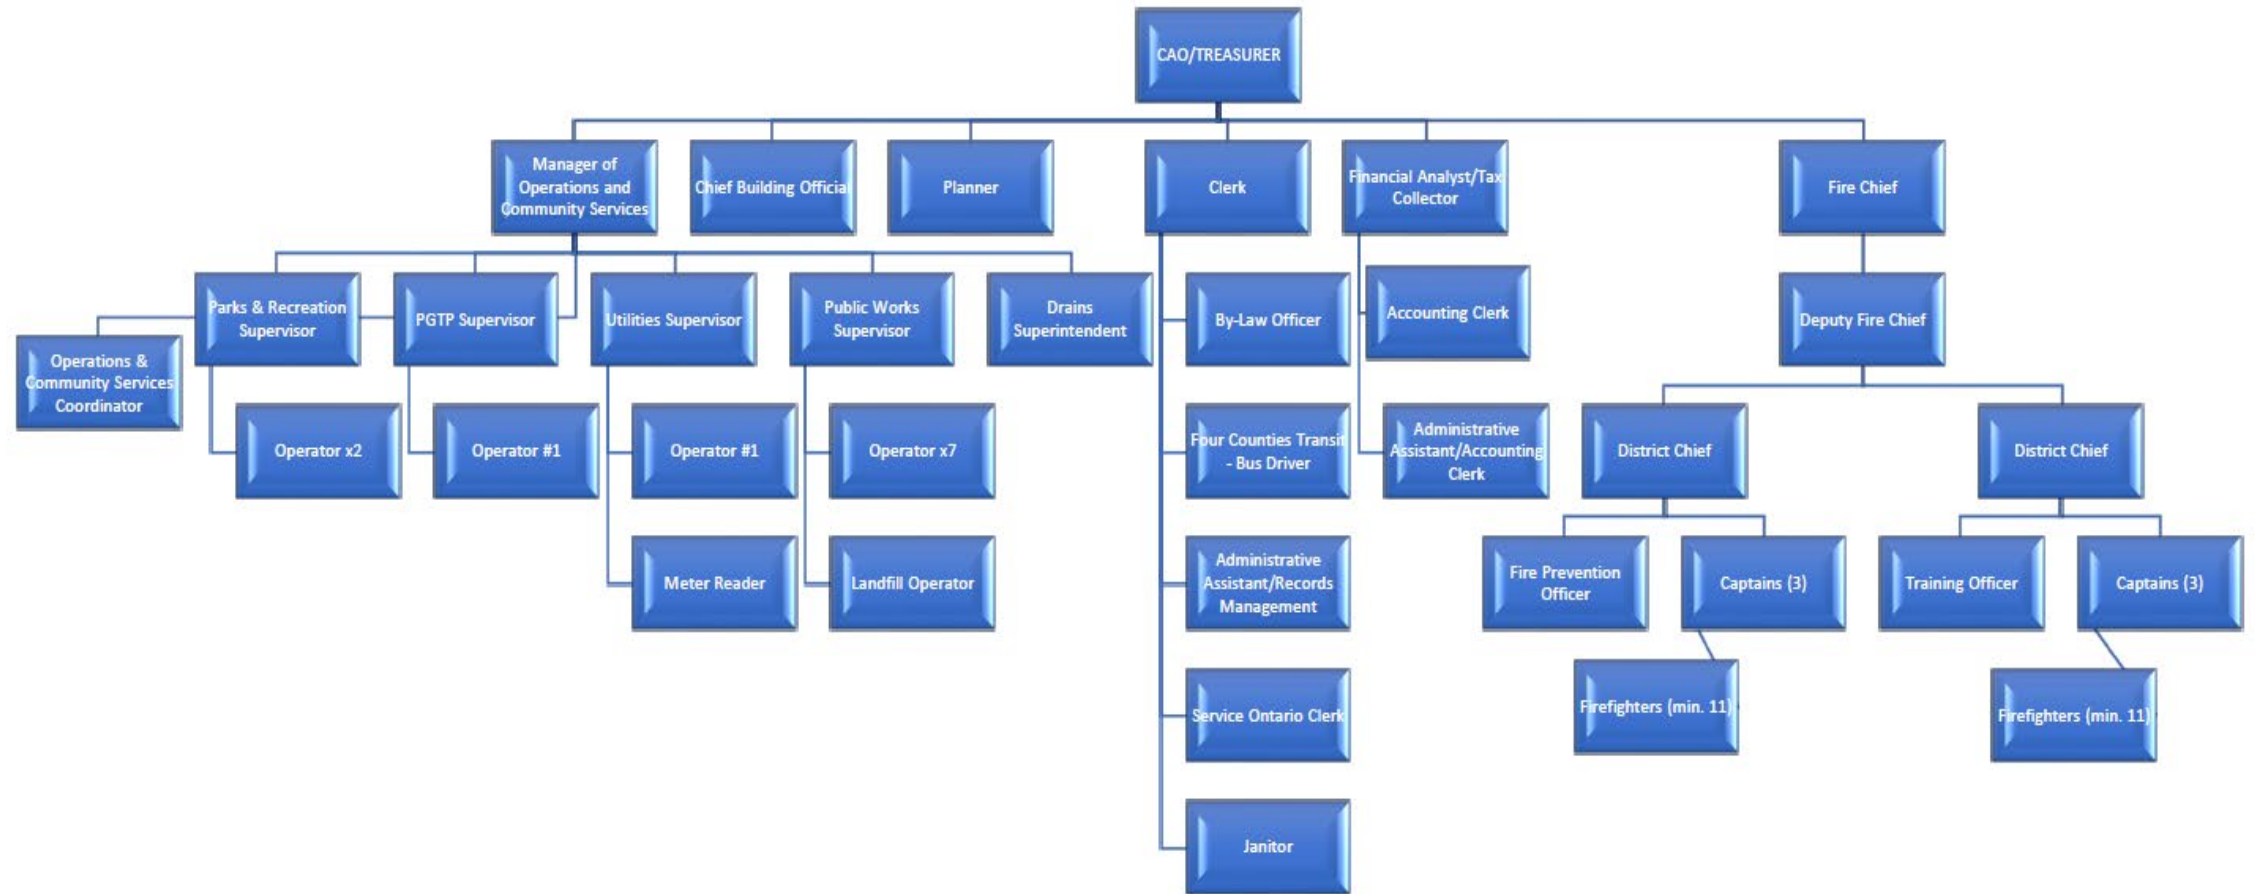 CAO/TREASURER
Manager of
Operations and
Community Services
Chief Building Official
Planner
Clerk
Financial Analyst/Tax
Collector
Fire Chief
Parks & Recreation
Supervisor
PGTP Supervisor
Utilities Supervisor
Public Works
Supervisor
Drains
Superintendent
By-Law Officer
Accounting Clerk
Deputy Fire Chief
Operations &
Community Services
Coordinator
Operator x2
Operator #1
Operator #1
Operator x7
Four Counties Transit
- Bus Driver
Administrative
Assistant/Accounting
Clerk
District Chief
District Chief
Meter Reader
Landfill Operator
Administrative
Assistant/Records
Management
Fire Prevention
Officer
Captains (3)
Training Officer
Captains (3)
Service Ontario Clerk
Firefighters (min. 11)
Firefighters (min. 11)
Janitor